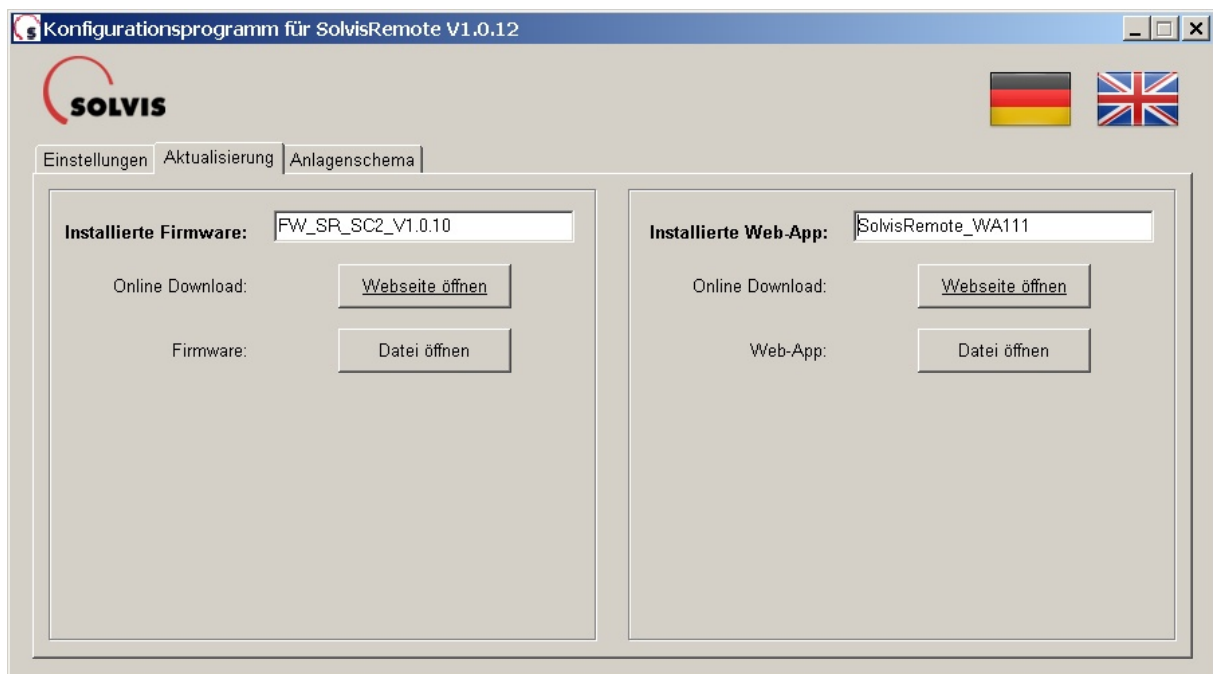 Konfigurationsprogramm für SolvisRemote V1.0.12
SOLVIS
Einstellungen Aktualisierung Anlagenschema
Installierte Firmware: FW_SR_SC2_V1.0.10
Online Download: Webseite öffnen
Firmware: Datei öffnen
Installierte Web-App: SolvisRemote_WA111
Online Download: Webseite öffnen
Web-App: Datei öffnen